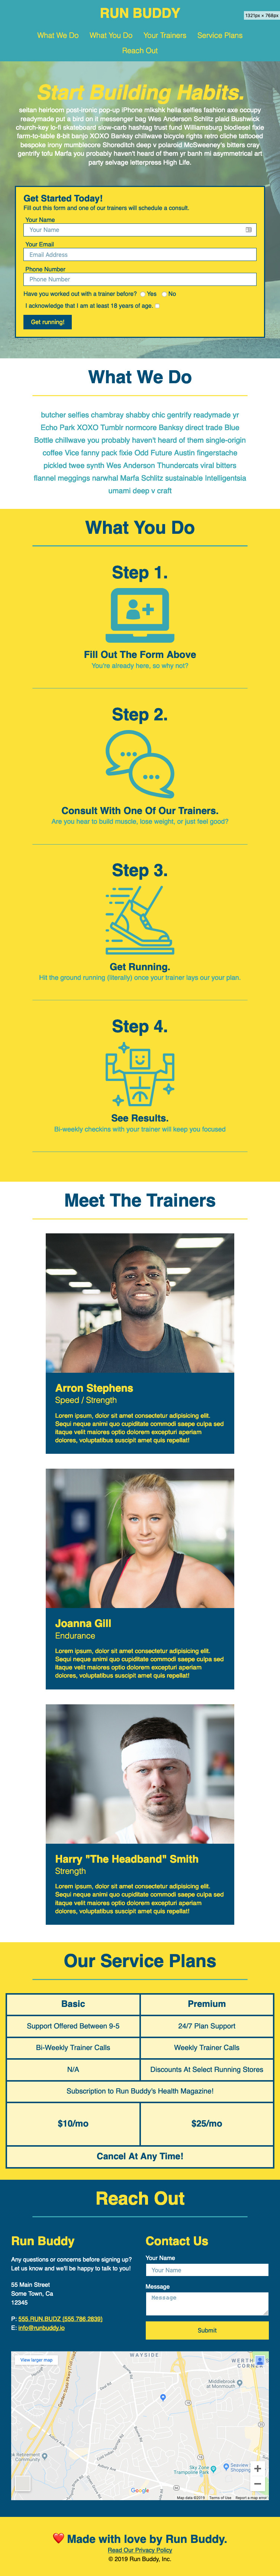 RUN BUDDY
1321px × 768px
What We Do What You Do Your Trainers Service Plans
Reach Out
Start Building Habits.
seitan heirloom post-ironic pop-up iPhone mikshk hella selfies fashion axe occupy
readymade put a bird on it messenger bag Wes Anderson Schlitz plaid Bushwick
church-key lo-fi skateboard slow-carb hashtag trust fund Williamsburg biodiesel fixie
farm-to-table 8-bit banjo XOXO Banksy chillwave bicycle rights retro cliche tattooed
bespoke irony mumblecore Shoreditch deep v polaroid McSweeney's bitters cray
gentrify tofu Marfa you probably haven't heard of them yr banh mi asymmetrical art
party selvage letterpress High Life.
Get Started Today!
Fill out this form and one of our trainers will schedule a consult.
Your Name
Your Name
Your Email
Email Address
Phone Number
Phone Number
Have you worked out with a trainer before? Yes No
I acknowledge that I am at least 18 years of age.
Get running!
What We Do
butcher selfies chambray shabby chic gentrify readymade yr
Echo Park XOXO Tumblr normcore Banksy direct trade Blue
Bottle chillwave you probably haven't heard of them single-origin
coffee Vice fanny pack fixie Odd Future Austin fingerstache
pickled twee synth Wes Anderson Thundercats viral bitters
flannel meggings narwhal Marfa Schlitz sustainable Intelligentsia
umami deep v craft
What You Do
Step 1.
Fill Out The Form Above
You're already here, so why not?
Step 2.
Consult With One Of Our Trainers.
Are you hear to build muscle, lose weight, or just feel good?
Step 3.
Get Running.
Hit the ground running (literally) once your trainer lays our your plan.
Step 4.
See Results.
Bi-weekly checkins with your trainer will keep you focused
Meet The Trainers
Arron Stephens
Speed / Strength
Lorem ipsum, dolor sit amet consectetur adipisicing elit.
Sequi neque animi quo cupiditate commodi saepe culpa sed
itaque velit maiores optio dolorem excepturi aperiam
dolores, voluptatibus suscipit amet quis repellat!
Joanna Gill
Endurance
Lorem ipsum, dolor sit amet consectetur adipisicing elit.
Sequi neque animi quo cupiditate commodi saepe culpa sed
itaque velit maiores optio dolorem excepturi aperiam
dolores, voluptatibus suscipit amet quis repellat!
Harry "The Headband" Smith
Strength
Lorem ipsum, dolor sit amet consectetur adipisicing elit.
Sequi neque animi quo cupiditate commodi saepe culpa sed
itaque velit maiores optio dolorem excepturi aperiam
dolores, voluptatibus suscipit amet quis repellat!
Our Service Plans
Basic Premium
Support Offered Between 9-5 24/7 Plan Support
Bi-Weekly Trainer Calls Weekly Trainer Calls
N/A Discounts At Select Running Stores
Subscription to Run Buddy's Health Magazine!
$10/mo $25/mo
Cancel At Any Time!
Reach Out
Run Buddy
Any questions or concerns before signing up?
Let us know and we'll be happy to talk to you!
55 Main Street
Some Town, Ca
12345
P: 555.RUN.BUDZ (555.786.2839)
E: info@runbuddy.io
Contact Us
Your Name
Your Name
Message
Message
Submit
View larger map
WAYSIDE
CORNER
Middlebrook
at Monmouth
Retirement
Community
Sky Zone
Trampoline Park
Seaview
Shopping
Google
Map data ©2019 Terms of Use Report a map error
❤️ Made with love by Run Buddy.
Read Our Privacy Policy
© 2019 Run Buddy, Inc.